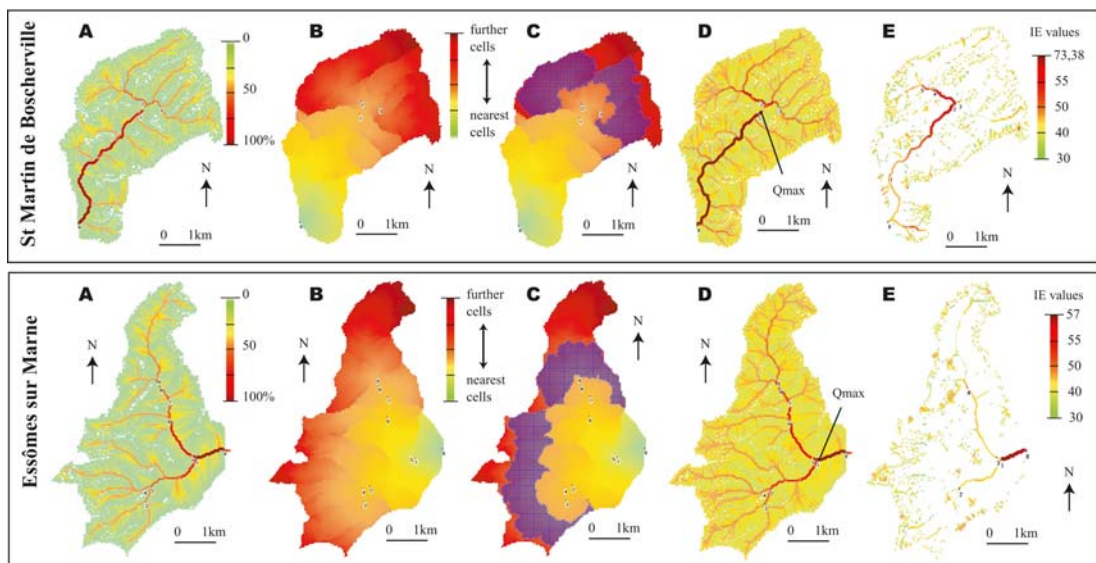 St Martin de Boscherville
A
0
50
100%
N
0 1km
B
further
cells
nearest
cells
N
0 1km
C
N
0 1km
D
Qmax
N
0 1km
E
IE values
73,38
55
50
40
30
N
0 1km
Essômes sur Marne
A
0
50
100%
N
0 1km
B
further
cells
nearest
cells
N
0 1km
C
N
0 1km
D
Qmax
N
0 1km
E
IE values
57
55
50
40
30
N
0 1km